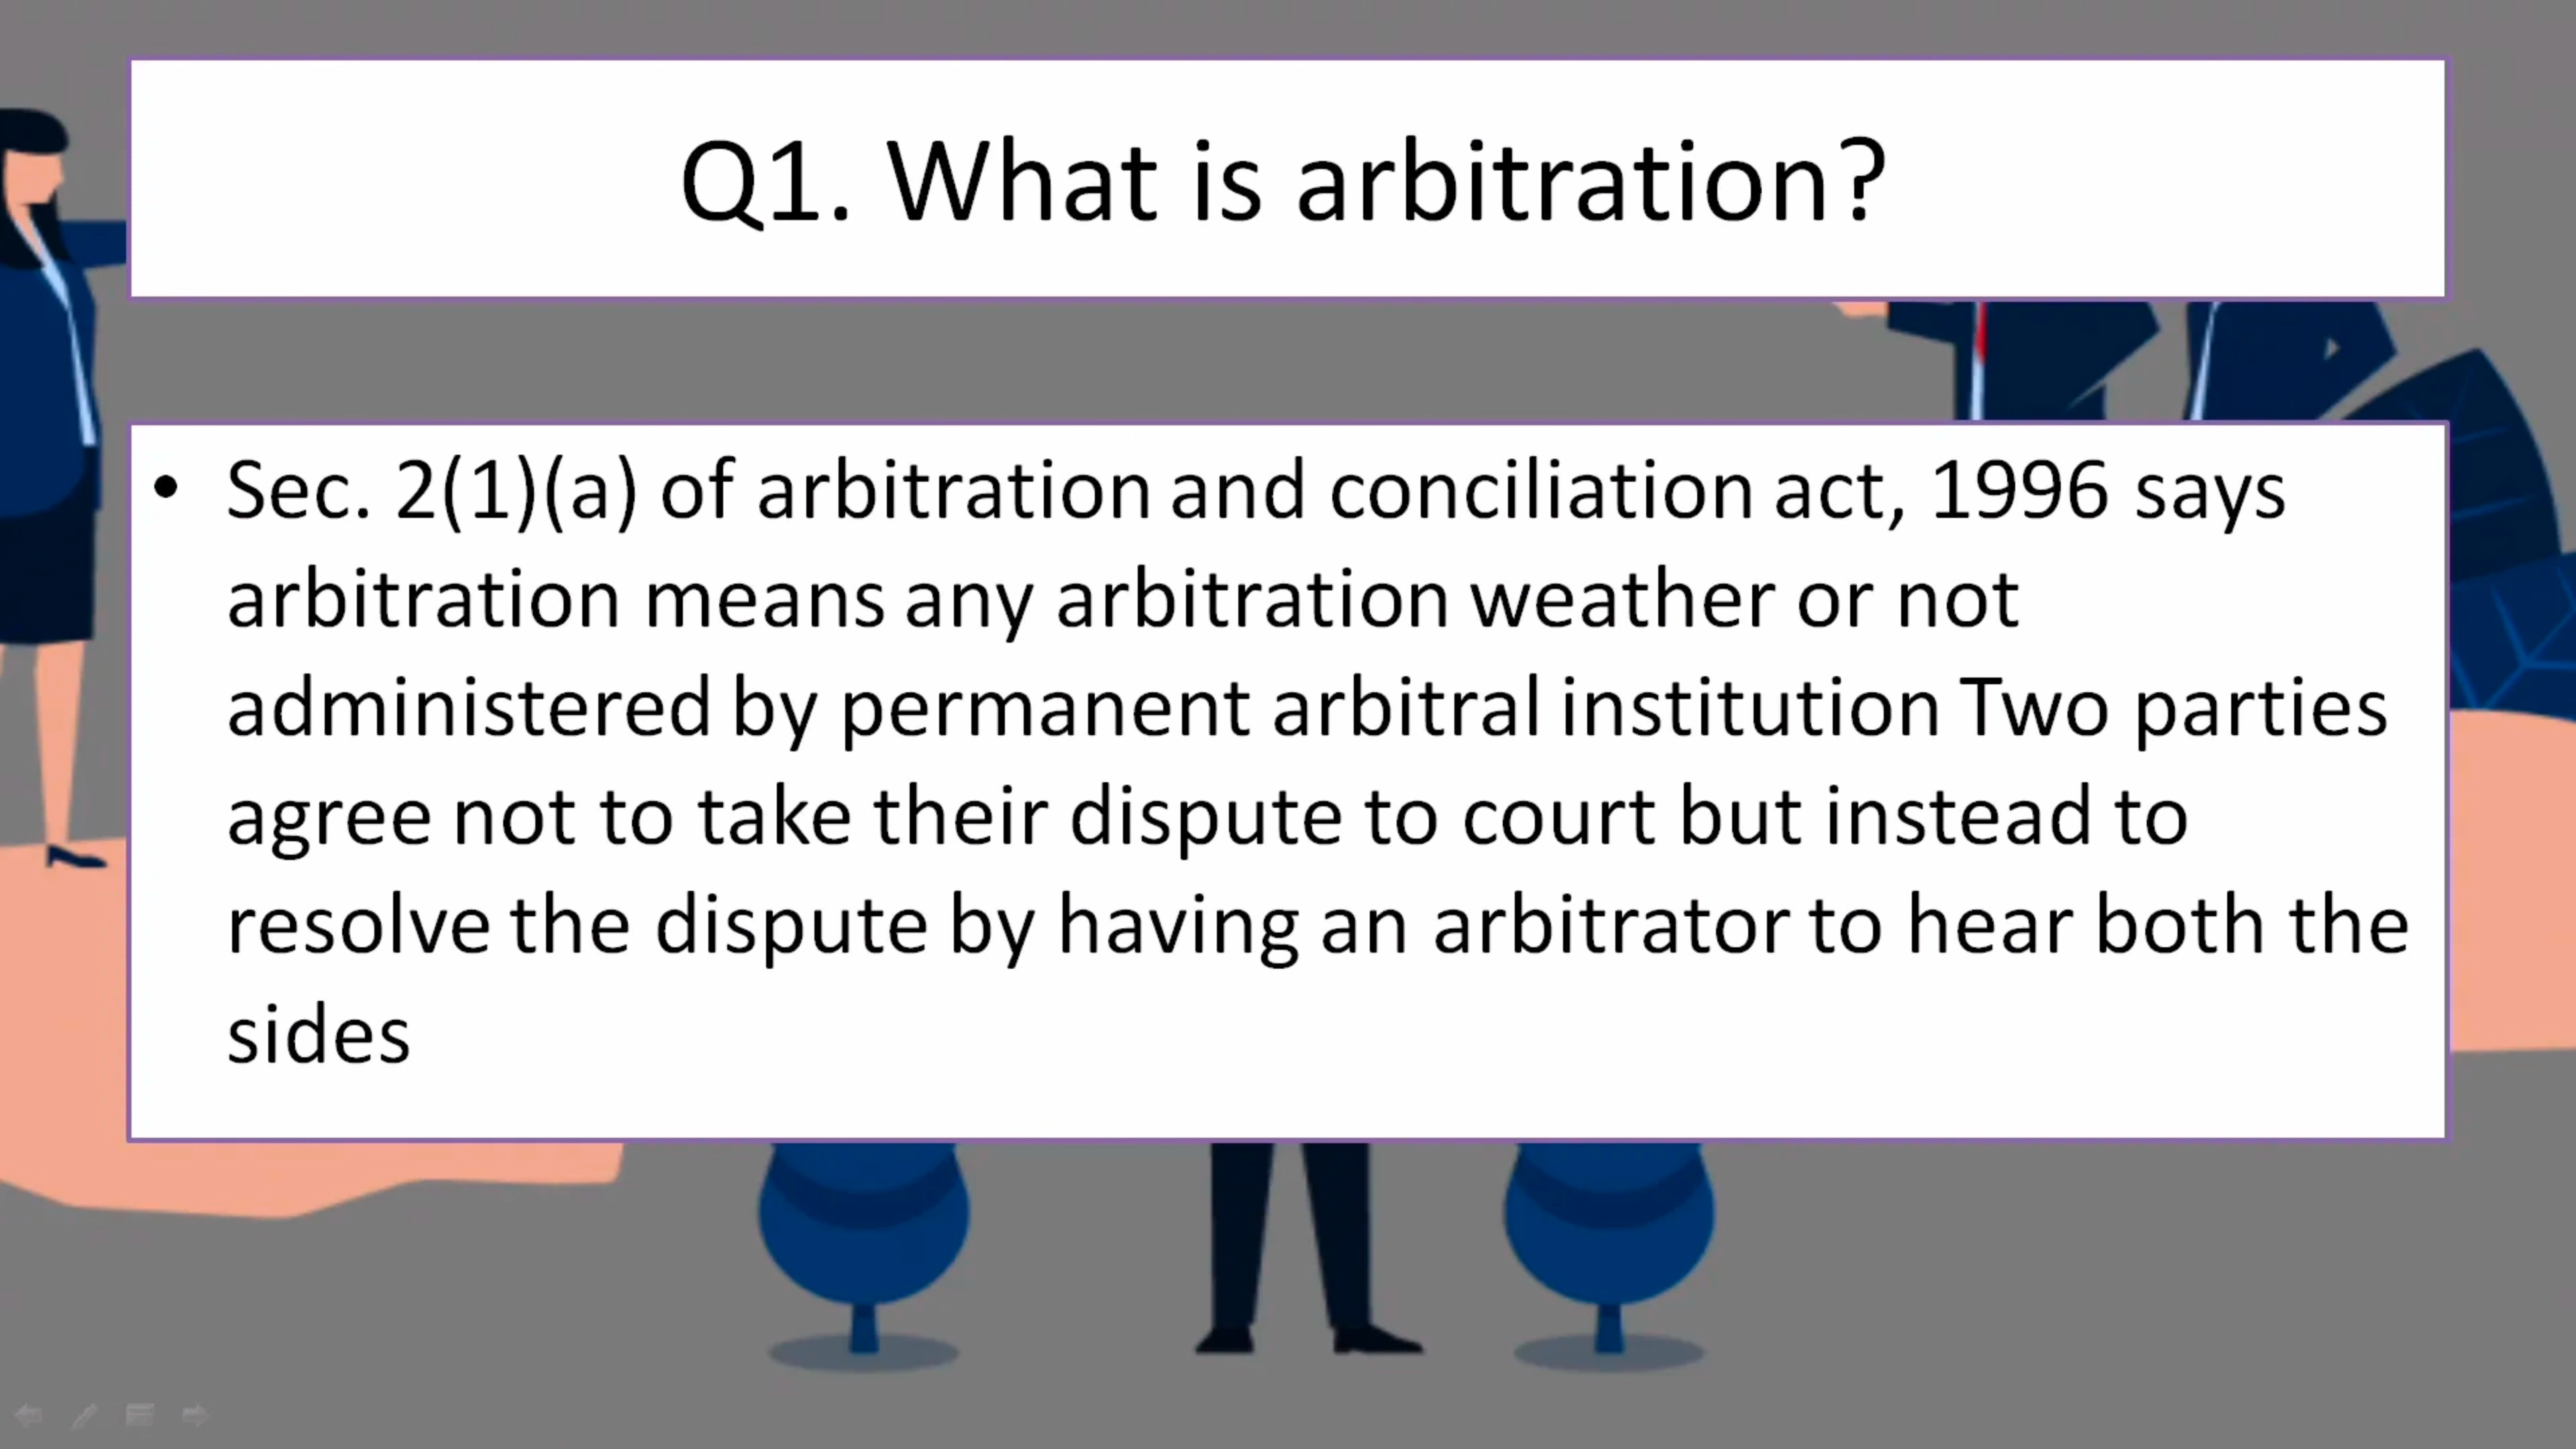 Q1. What is arbitration?
• Sec. 2(1)(a) of arbitration and conciliation act, 1996 says
arbitration means any arbitration weather or not
administered by permanent arbitral institution Two parties
agree not to take their dispute to court but instead to
resolve the dispute by having an arbitrator to hear both the
sides